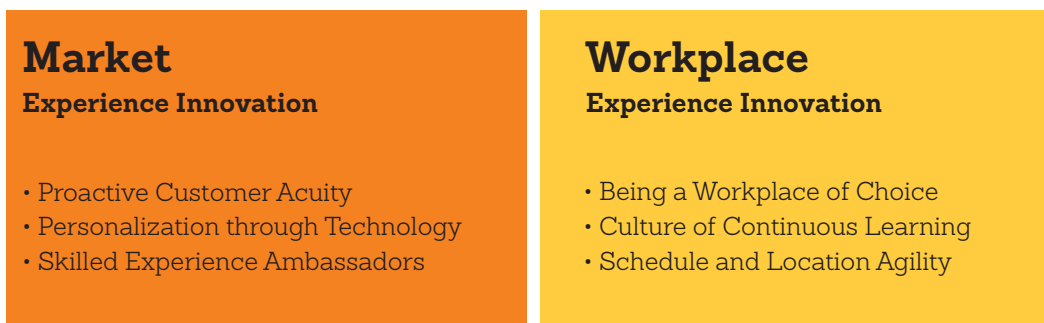 Market
Experience Innovation
• Proactive Customer Acuity
• Personalization through Technology
• Skilled Experience Ambassadors
Workplace
Experience Innovation
• Being a Workplace of Choice
• Culture of Continuous Learning
• Schedule and Location Agility